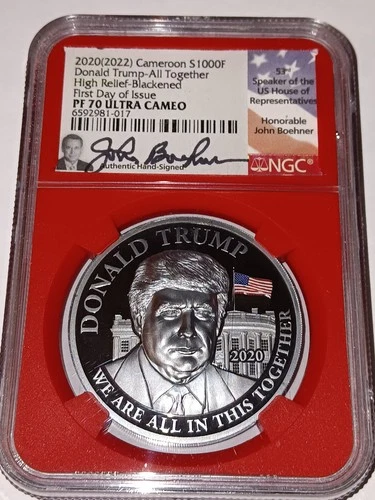 2020(2022) Cameroon S1000F
Donald Trump-All Together
High Relief-Blackened
First Day of Issue
PF 70 ULTRA CAMEO
6592981-017
John Boehner
Authentic Hand-Signed
53rd
Speaker of the
US House of
Representatives
Honorable
John Boehner
NGC®
DONALD TRUMP
2020
WE ARE ALL IN THIS TOGETHER